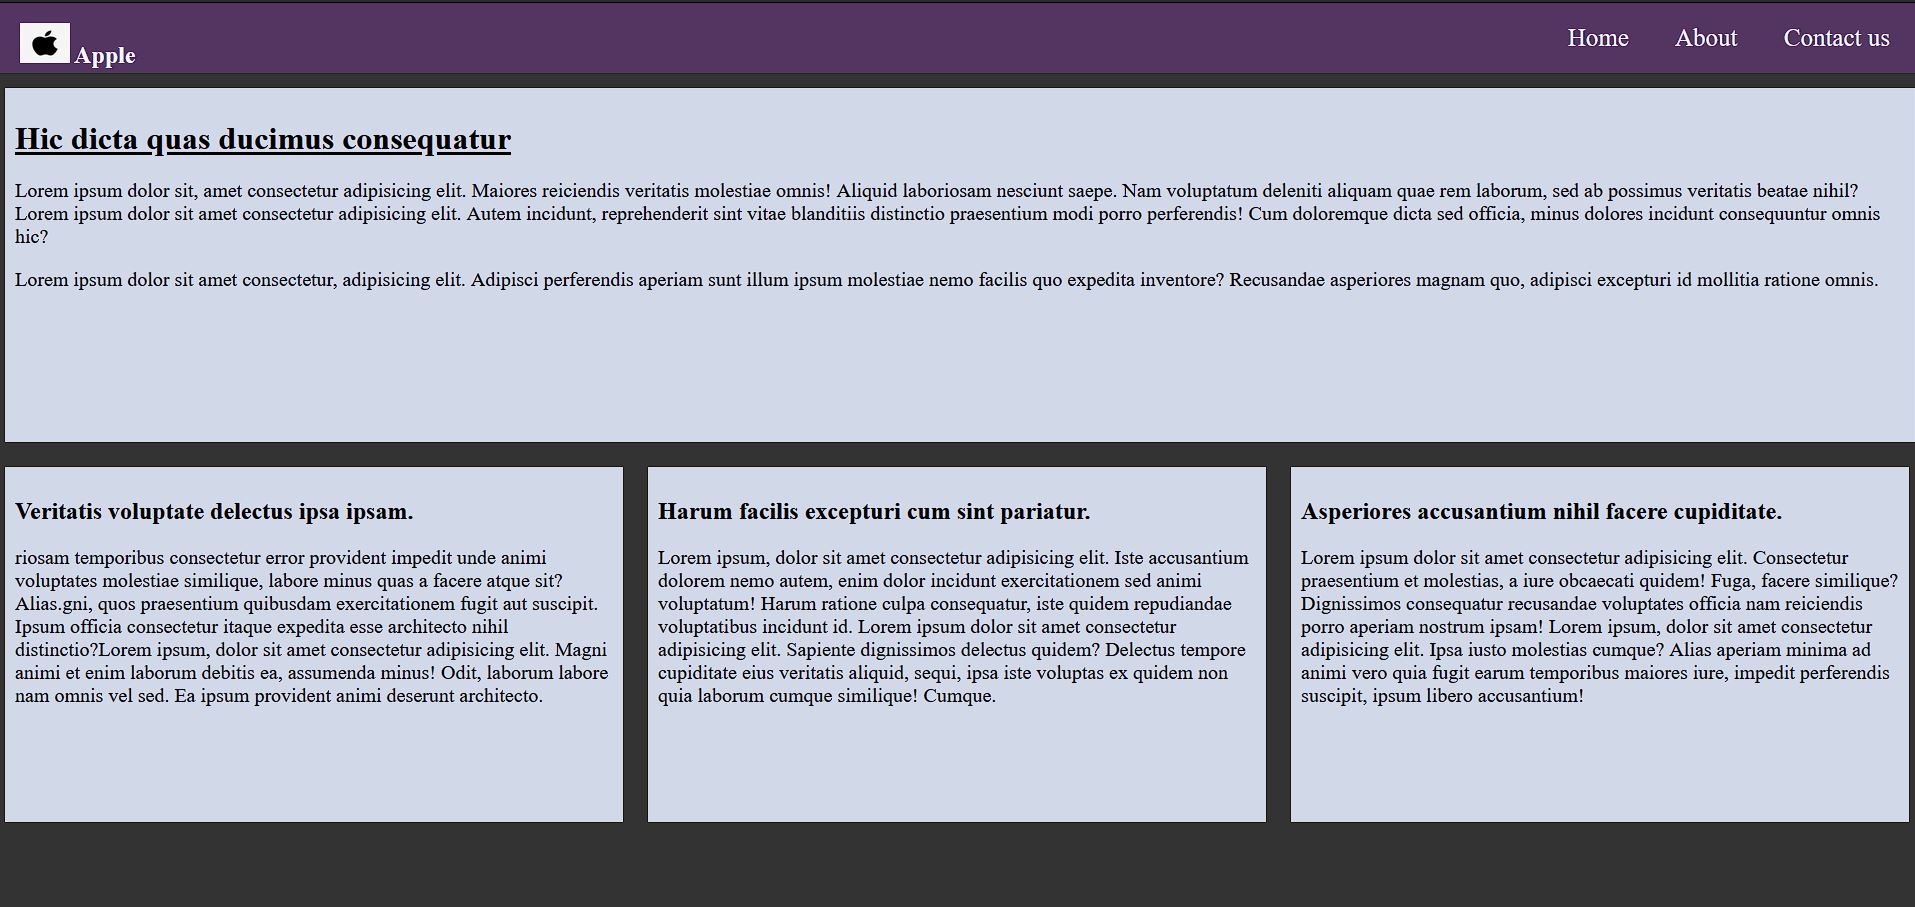 Apple
Home About Contact us
Hic dicta quas ducimus consequatur
Lorem ipsum dolor sit, amet consectetur adipisicing elit. Maiores reiciendis veritatis molestiae omnis! Aliquid laboriosam nesciunt saepe. Nam voluptatum deleniti aliquam quae rem laborum, sed ab possimus veritatis beatae nihil?
Lorem ipsum dolor sit amet consectetur adipisicing elit. Autem incidunt, reprehenderit sint vitae blanditiis distinctio praesentium modi porro perferendis! Cum doloremque dicta sed officia, minus dolores incidunt consequuntur omnis
hic?
Lorem ipsum dolor sit amet consectetur, adipisicing elit. Adipisci perferendis aperiam sunt illum ipsum molestiae nemo facilis quo expedita inventore? Recusandae asperiores magnam quo, adipisci excepturi id mollitia ratione omnis.
Veritatis voluptate delectus ipsa ipsam.
riosam temporibus consectetur error provident impedit unde animi
voluptates molestiae similique, labore minus quas a facere atque sit?
Alias.gni, quos praesentium quibusdam exercitationem fugit aut suscipit.
Ipsum officia consectetur itaque expedita esse architecto nihil
distinctio?Lorem ipsum, dolor sit amet consectetur adipisicing elit. Magni
animi et enim laborum debitis ea, assumenda minus! Odit, laborum labore
nam omnis vel sed. Ea ipsum provident animi deserunt architecto.
Harum facilis excepturi cum sint pariatur.
Lorem ipsum, dolor sit amet consectetur adipisicing elit. Iste accusantium
dolorem nemo autem, enim dolor incidunt exercitationem sed animi
voluptatum! Harum ratione culpa consequatur, iste quidem repudiandae
voluptatibus incidunt id. Lorem ipsum dolor sit amet consectetur
adipisicing elit. Sapiente dignissimos delectus quidem? Delectus tempore
cupiditate eius veritatis aliquid, sequi, ipsa iste voluptas ex quidem non
quia laborum cumque similique! Cumque.
Asperiores accusantium nihil facere cupiditate.
Lorem ipsum dolor sit amet consectetur adipisicing elit. Consectetur
praesentium et molestias, a iure obcaecati quidem! Fuga, facere similique?
Dignissimos consequatur recusandae voluptates officia nam reiciendis
porro aperiam nostrum ipsam! Lorem ipsum, dolor sit amet consectetur
adipisicing elit. Ipsa iusto molestias cumque? Alias aperiam minima ad
animi vero quia fugit earum temporibus maiores iure, impedit perferendis
suscipit, ipsum libero accusantium!